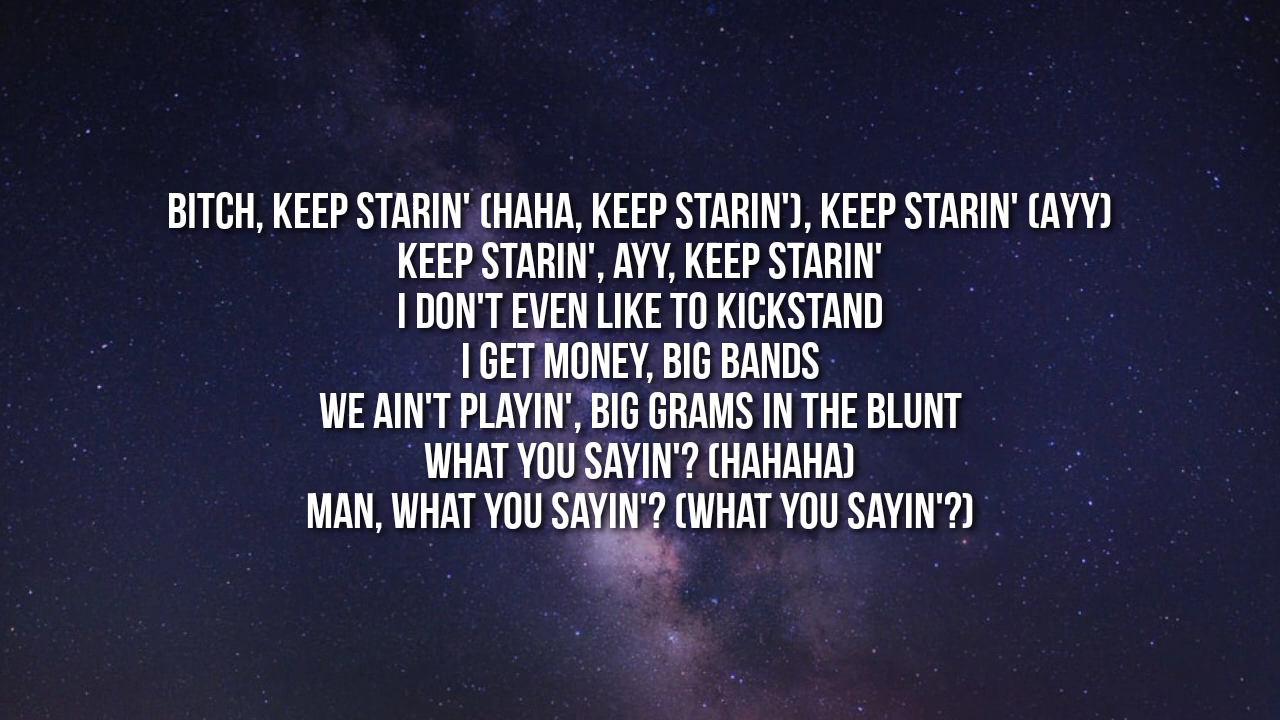 BITCH, KEEP STARIN' (HAHA, KEEP STARIN'), KEEP STARIN' (AYY)
KEEP STARIN', AYY, KEEP STARIN'
I DON'T EVEN LIKE TO KICKSTAND
I GET MONEY, BIG BANDS
WE AIN'T PLAYIN', BIG GRAMS IN THE BLUNT
WHAT YOU SAYIN'? (HAHAHA)
MAN, WHAT YOU SAYIN'? (WHAT YOU SAYIN'?)